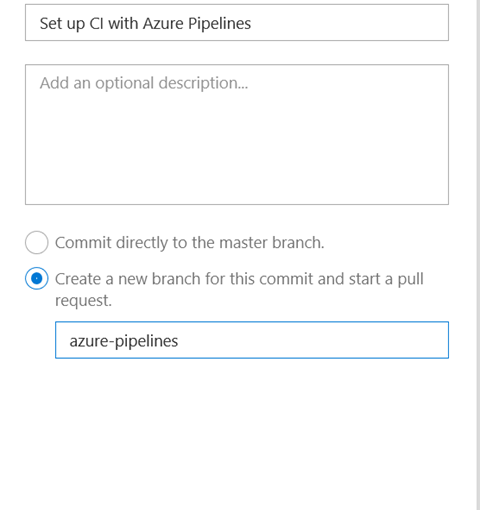 Set up CI with Azure Pipelines
Add an optional description...
Commit directly to the master branch.
Create a new branch for this commit and start a pull
request.
azure-pipelines